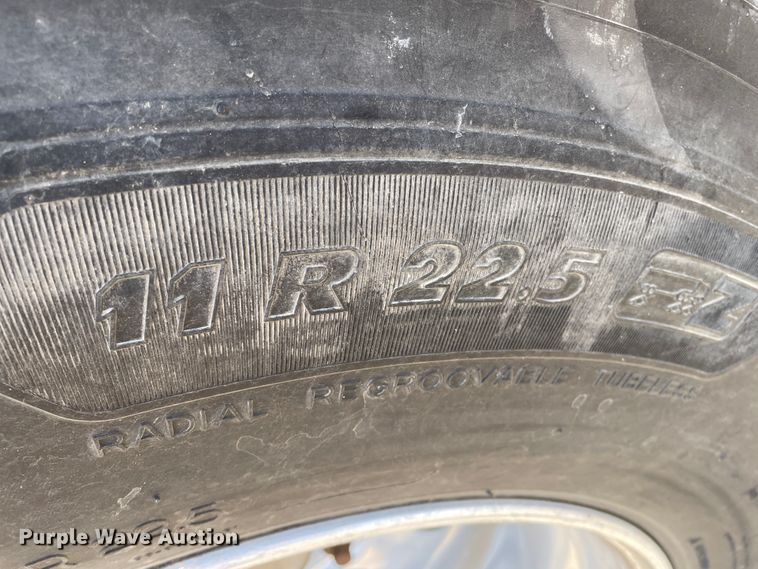 11 R 22.5 Z
RADIAL REGROOVABLE TUBELESS
Purple Wave Auction®